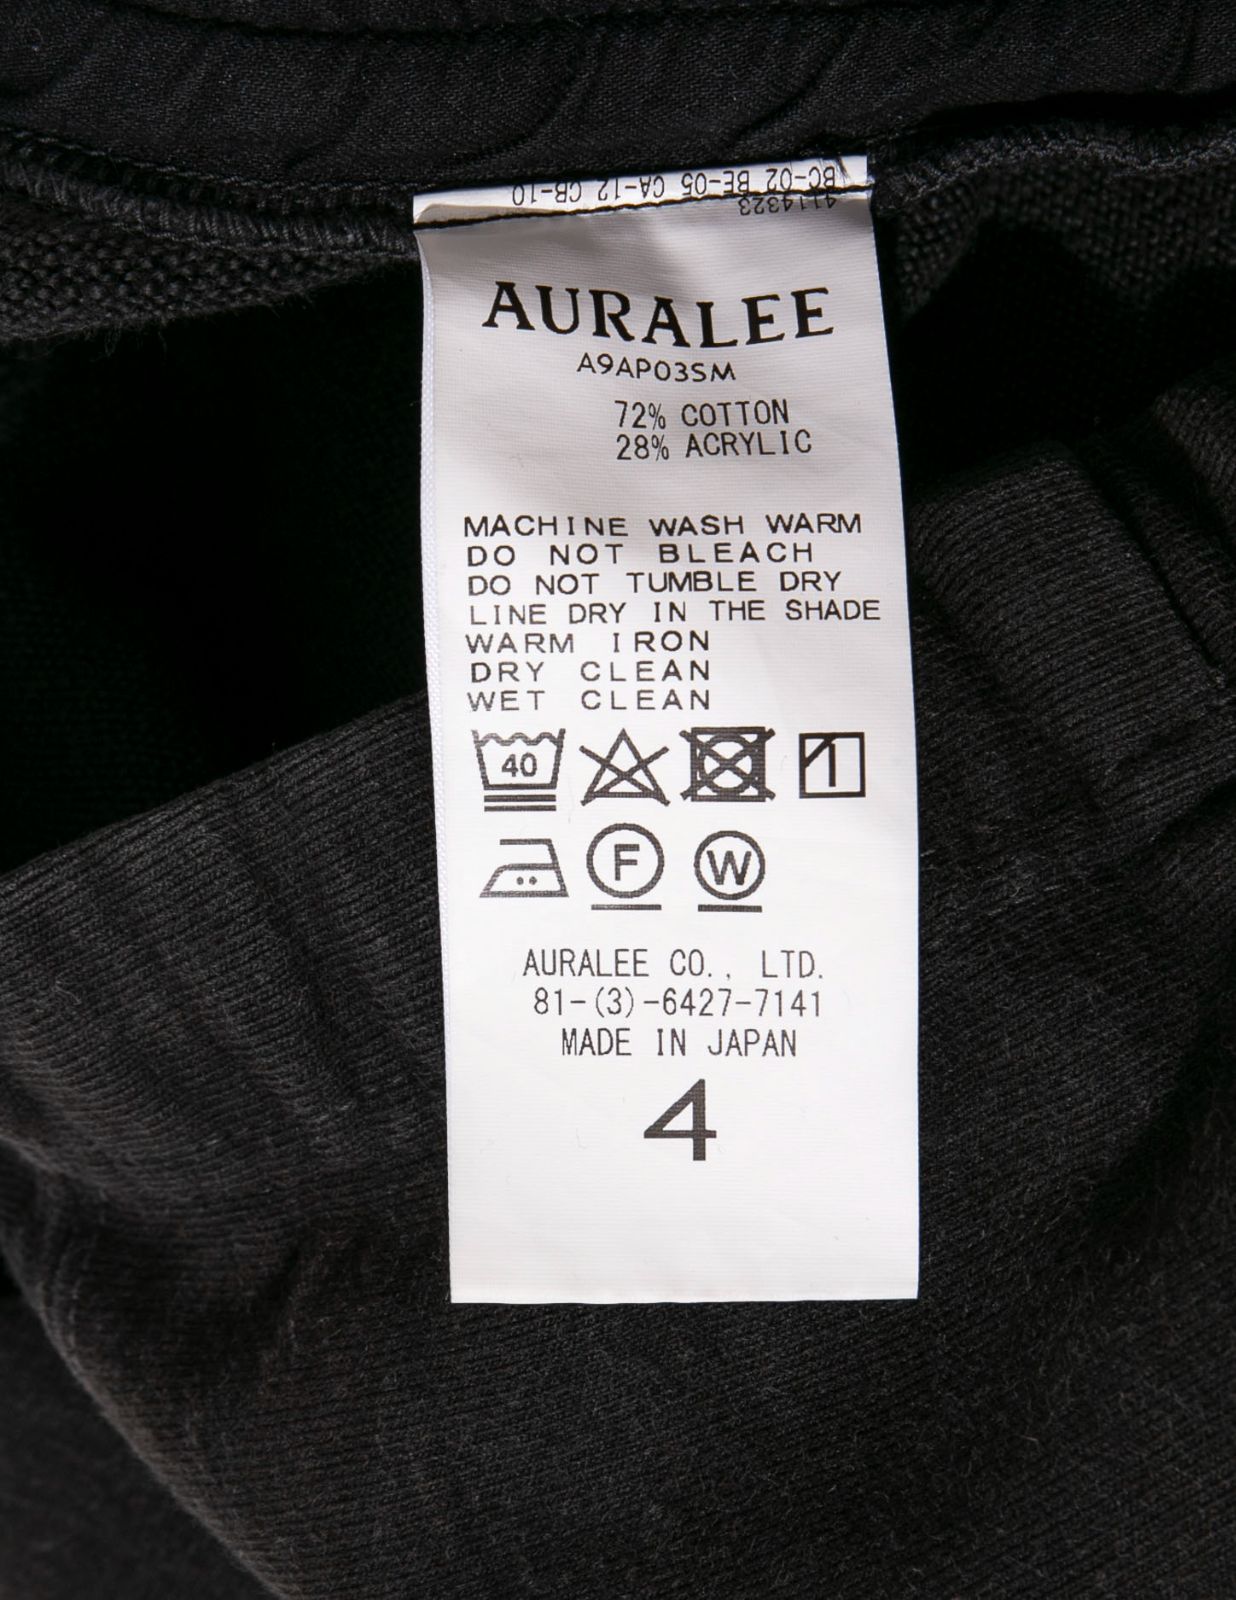 BC-02 BE-05 CA-12 CB-10
4114323
AURALEE
A9AP03SM
72% COTTON
28% ACRYLIC
MACHINE WASH WARM
DO NOT BLEACH
DO NOT TUMBLE DRY
LINE DRY IN THE SHADE
WARM IRON
DRY CLEAN
WET CLEAN
40
F W
AURALEE CO., LTD.
81-(3)-6427-7141
MADE IN JAPAN
4